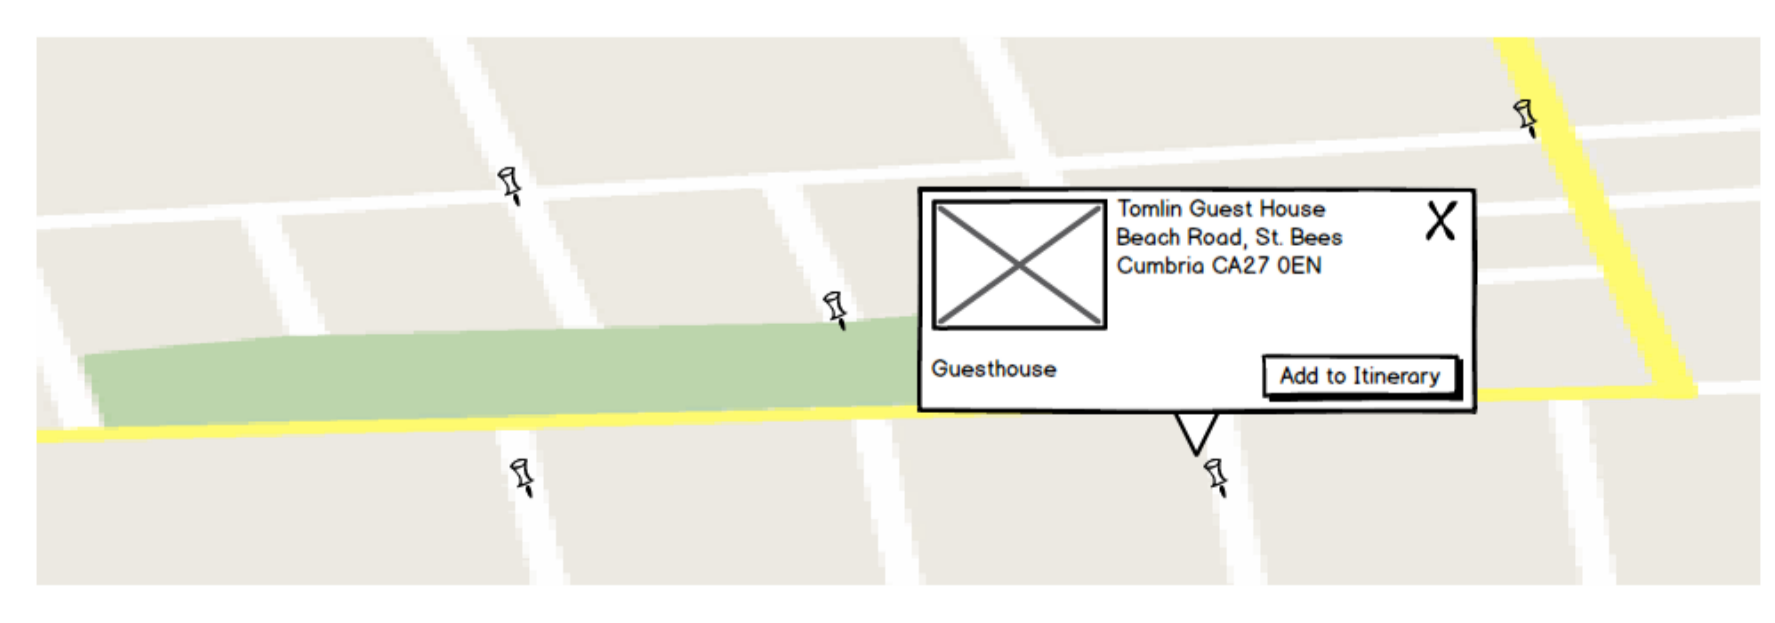 Tomlin Guest House
Beach Road, St. Bees
Cumbria CA27 0EN
X
Guesthouse
Add to Itinerary